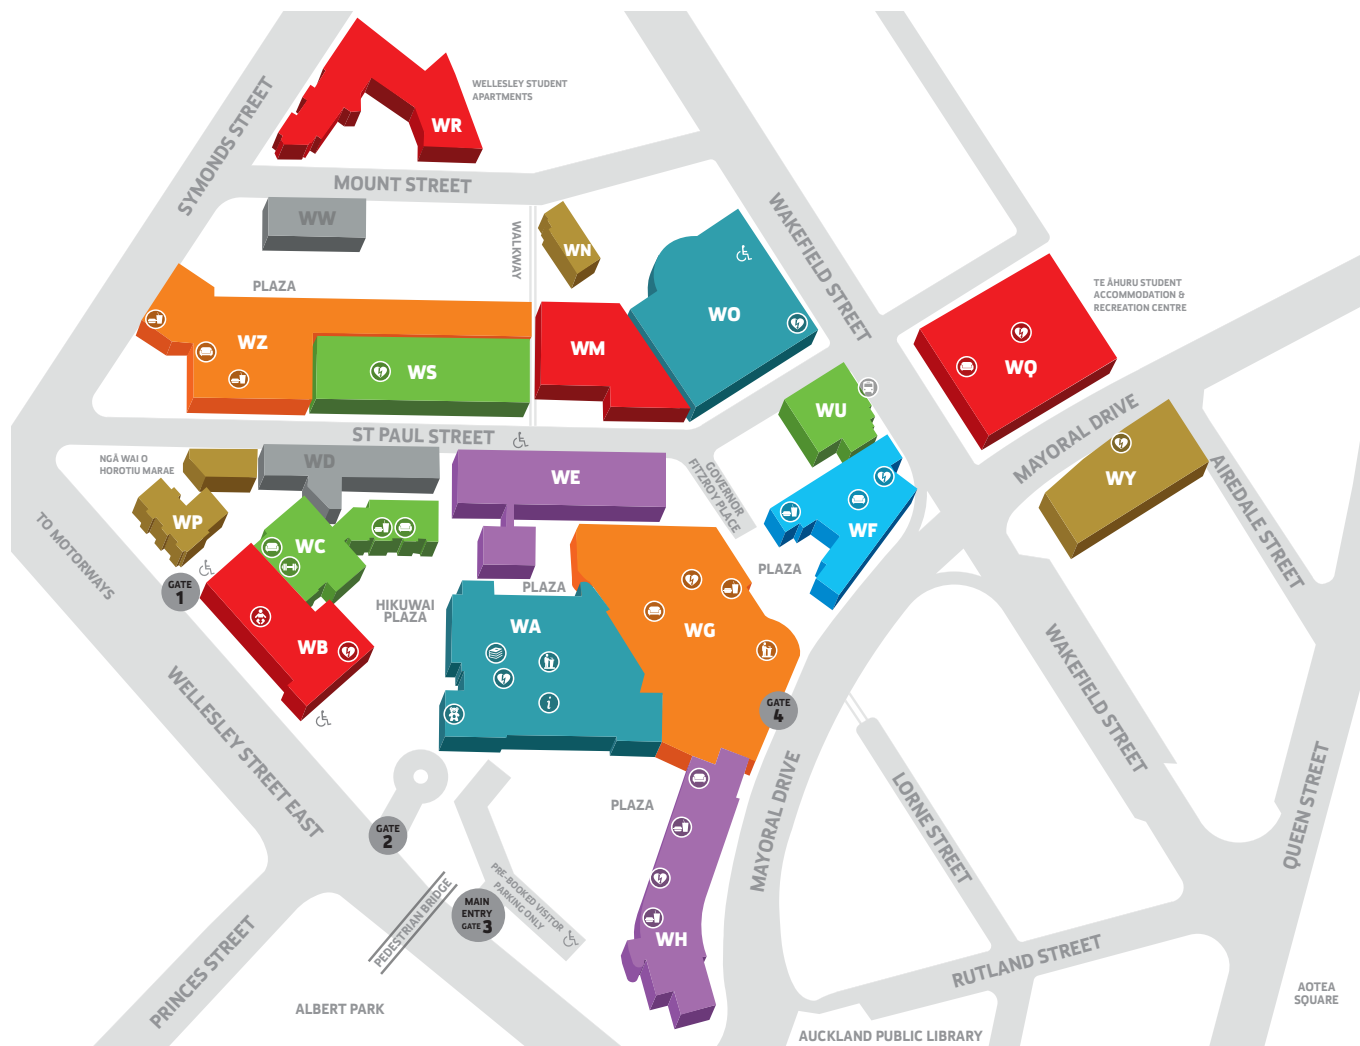 WELLESLEY STUDENT
APARTMENTS
WR
SYMONDS STREET
MOUNT STREET
WW
WALKWAY
WN
WAKEFIELD STREET
PLAZA
WO
TE ĀHURU STUDENT
ACCOMMODATION &
RECREATION CENTRE
WZ
WS
WM
WQ
WU
MAYORAL DRIVE
ST PAUL STREET
NGĀ WAI O
HOROTIU MARAE
WD
WE
GOVERNOR
FITZROY PLACE
WY
AIREDALE STREET
WP
WC
WF
TO MOTORWAYS
GATE
1
PLAZA
PLAZA
HIKUWAI
PLAZA
WA
WG
WB
WAKEFIELD STREET
GATE
4
WELLESLEY STREET EAST
MAYORAL DRIVE
LORNE STREET
QUEEN STREET
PLAZA
GATE
2
PRE-BOOKED VISITOR
PARKING ONLY
PEDESTRIAN BRIDGE
MAIN
ENTRY
GATE 3
WH
PRINCES STREET
RUTLAND STREET
ALBERT PARK
AOTEA
SQUARE
AUCKLAND PUBLIC LIBRARY
i